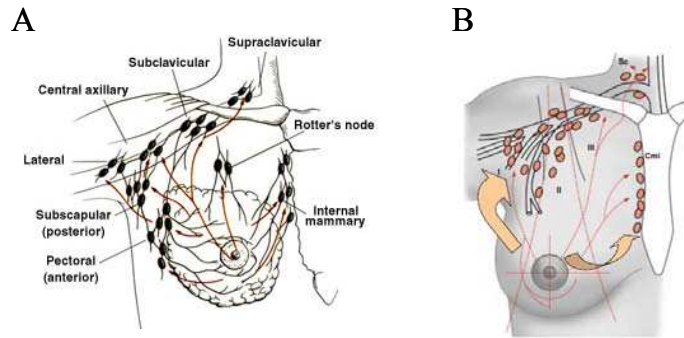 A
Supraclavicular
Subclavicular
Central axillary
Rotter's node
Lateral
Subscapular
(posterior)
Internal
mammary
Pectoral
(anterior)
B
Sc
III
Cmi
I
II